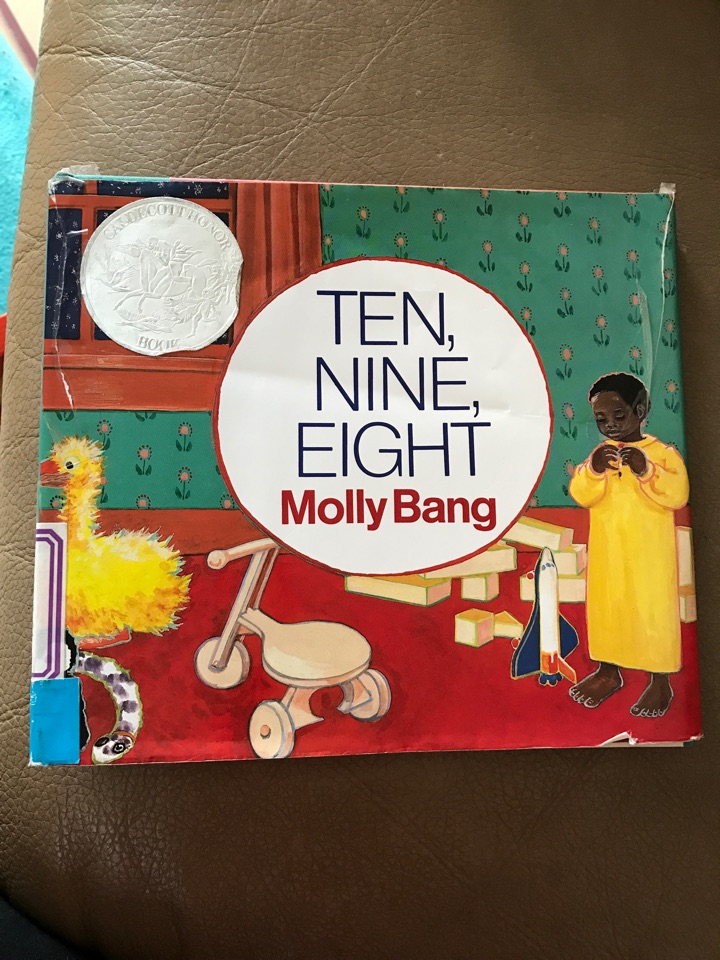 CALDECOTT HONOR
BOOK
TEN,
NINE,
EIGHT
Molly Bang